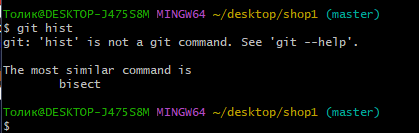 Толик@DESKTOP-J475S8M MINGW64 ~/desktop/shop1 (master)
$ git hist
git: 'hist' is not a git command. See 'git --help'.
The most similar command is
bisect
Толик@DESKTOP-J475S8M MINGW64 ~/desktop/shop1 (master)
$